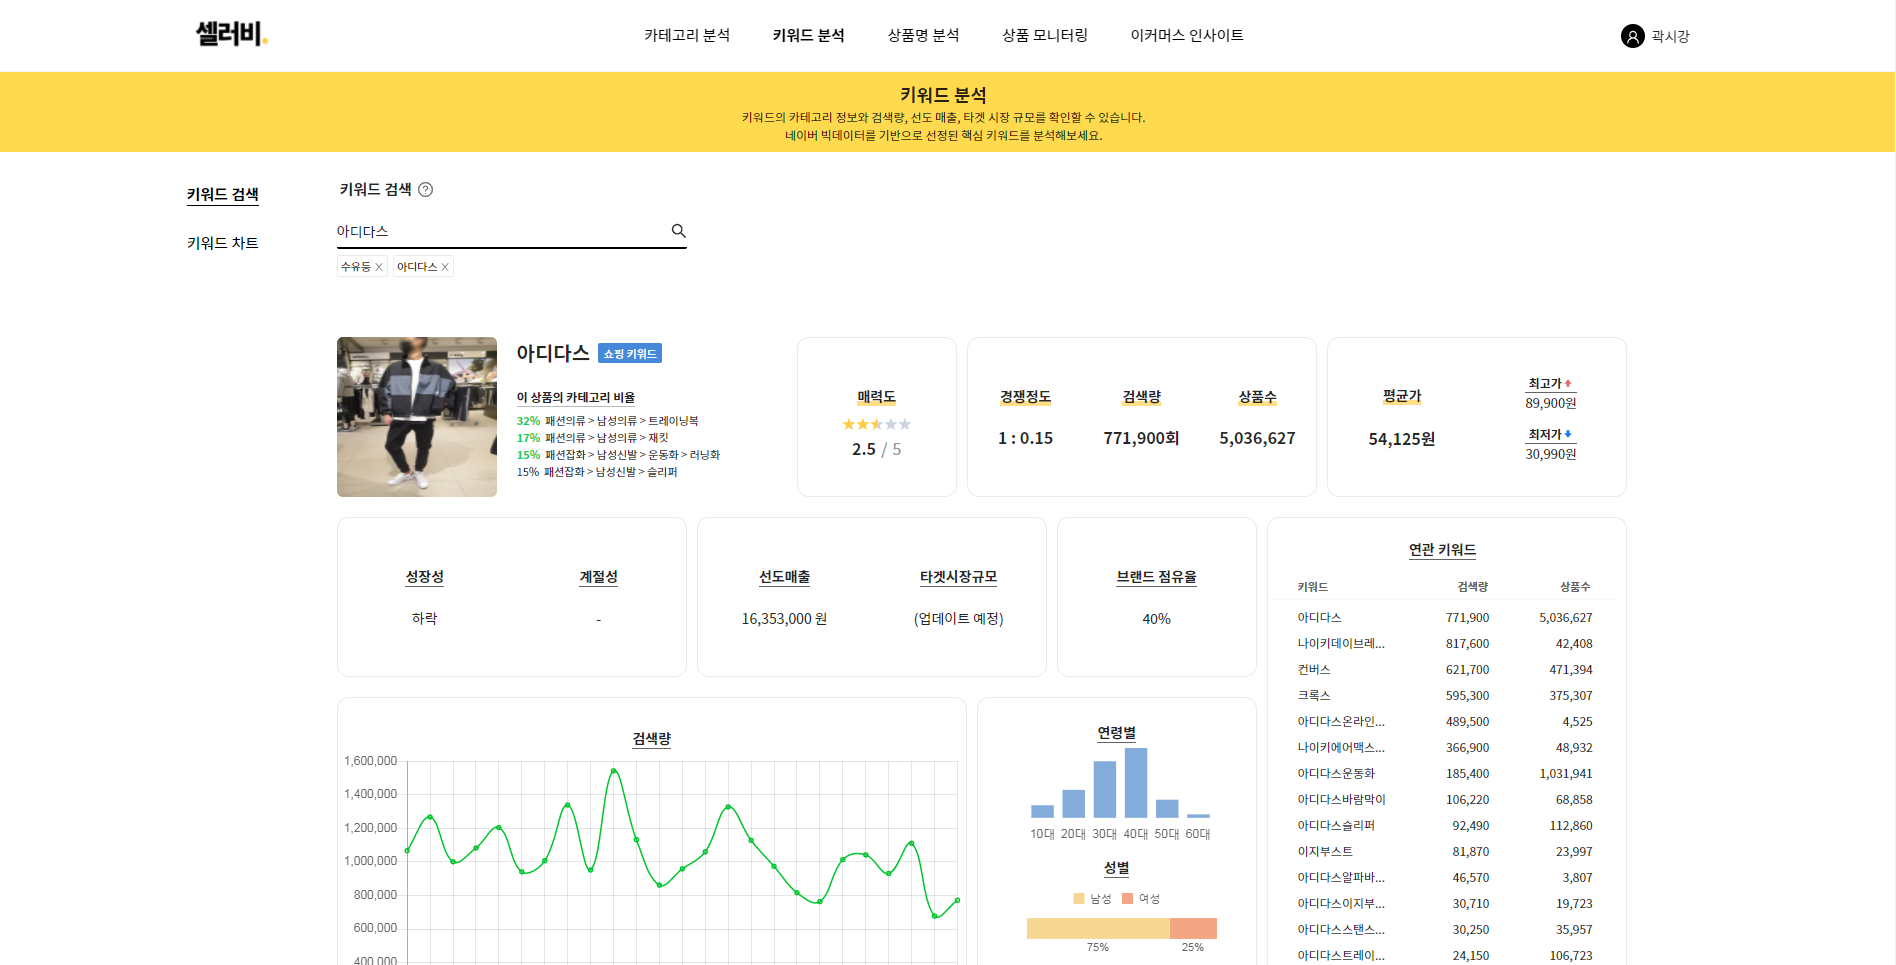 셀러비.
카테고리 분석
키워드 분석
상품명 분석
상품 모니터링
이커머스 인사이트
곽시강
키워드 분석
키워드의 카테고리 정보와 검색량, 선도 매출, 타겟 시장 규모를 확인할 수 있습니다.
네이버 빅데이터를 기반으로 선정된 핵심 키워드를 분석해보세요.
키워드 검색
키워드 차트
키워드 검색 ?
아디다스
수유등 X 아디다스 X
아디다스 쇼핑 키워드
이 상품의 카테고리 비율
32% 패션의류 > 남성의류 > 트레이닝복
17% 패션의류 > 남성의류 > 재킷
15% 패션잡화 > 남성신발 > 운동화 > 러닝화
15% 패션잡화 > 남성신발 > 슬리퍼
매력도
2.5 / 5
경쟁정도 검색량 상품수
1 : 0.15 771,900회 5,036,627
평균가
54,125원
최고가
89,900원
최저가
30,990원
성장성 계절성
하락 -
선도매출 타겟시장규모
16,353,000 원 (업데이트 예정)
브랜드 점유율
40%
연관 키워드
키워드 검색량 상품수
아디다스 771,900 5,036,627
나이키데이브레... 817,600 42,408
컨버스 621,700 471,394
크록스 595,300 375,307
아디다스온라인... 489,500 4,525
나이키에어맥스... 366,900 48,932
아디다스운동화 185,400 1,031,941
아디다스바람막이 106,220 68,858
아디다스슬리퍼 92,490 112,860
이지부스트 81,870 23,997
아디다스알파바... 46,570 3,807
아디다스이지부... 30,710 19,723
아디다스스탠스... 30,250 35,957
아디다스트레이... 24,150 106,723
검색량
1,600,000
1,400,000
1,200,000
1,000,000
800,000
600,000
400,000
연령별
10대 20대 30대 40대 50대 60대
성별
남성 여성
75% 25%